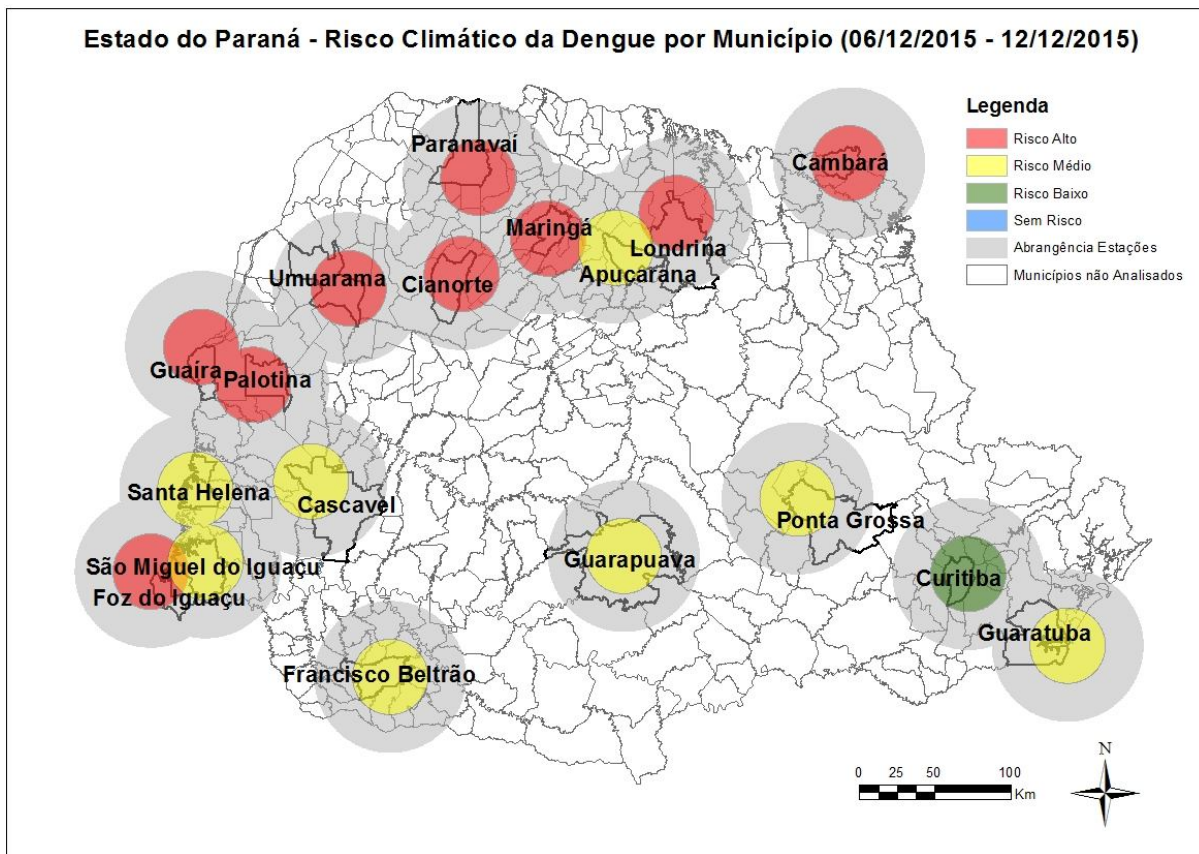 Estado do Paraná - Risco Climático da Dengue por Município (06/12/2015 - 12/12/2015)
Legenda
Risco Alto
Risco Médio
Risco Baixo
Sem Risco
Abrangência Estações
Municípios não Analisados
Paranavaí
Cambará
Maringá
Londrina
Apucarana
Umuarama
Cianorte
Guaíra
Palotina
Santa Helena
Cascavel
Ponta Grossa
São Miguel do Iguaçu
Foz do Iguaçu
Guarapuava
Curitiba
Guaratuba
Francisco Beltrão
N
0 25 50 100
Km